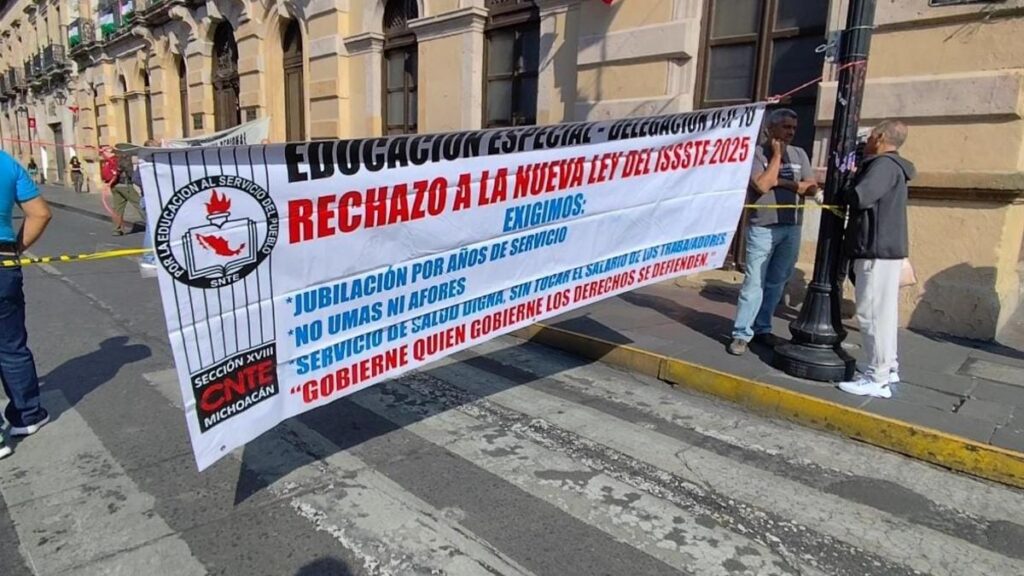 EDUCACIÓN ESPECIAL - DELEGACIÓN
RECHAZO A LA NUEVA LEY DEL ISSSTE 2025
EXIGIMOS:
*JUBILACIÓN POR AÑOS DE SERVICIO
*NO UMAS NI AFORES
*SERVICIO DE SALUD DIGNA, SIN TOCAR EL SALARIO DE LOS TRABAJADORES.
"GOBIERNE QUIEN GOBIERNE LOS DERECHOS SE DEFIENDEN."
POR LA EDUCACIÓN AL SERVICIO DEL PUEBLO
SNTE
SECCIÓN XVIII
CNTE
MICHOACÁN